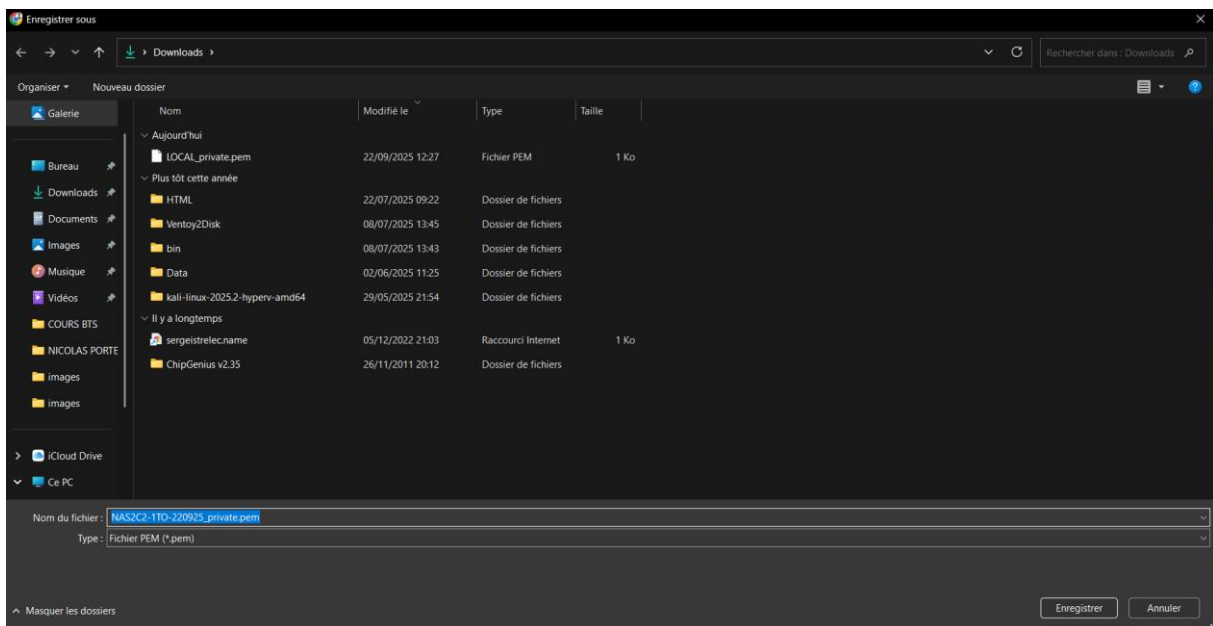 Enregistrer sous
Downloads
Rechercher dans : Downloads
Organiser Nouveau dossier
Galerie
Bureau
Downloads
Documents
Images
Musique
Vidéos
COURS BTS
NICOLAS PORTE
images
images
iCloud Drive
Ce PC
Nom Modifié le Type Taille
Aujourd'hui
LOCAL_private.pem 22/09/2025 12:27 Fichier PEM 1 Ko
Plus tôt cette année
HTML 22/07/2025 09:22 Dossier de fichiers
Ventoy2Disk 08/07/2025 13:45 Dossier de fichiers
bin 08/07/2025 13:43 Dossier de fichiers
Data 02/06/2025 11:25 Dossier de fichiers
kali-linux-2025.2-hyperv-amd64 29/05/2025 21:54 Dossier de fichiers
Il y a longtemps
sergeistrelec.name 05/12/2022 21:03 Raccourci Internet 1 Ko
ChipGenius v2.35 26/11/2011 20:12 Dossier de fichiers
Nom du fichier : NAS2C2-1TO-220925_private.pem
Type : Fichier PEM (*.pem)
Masquer les dossiers
Enregistrer Annuler